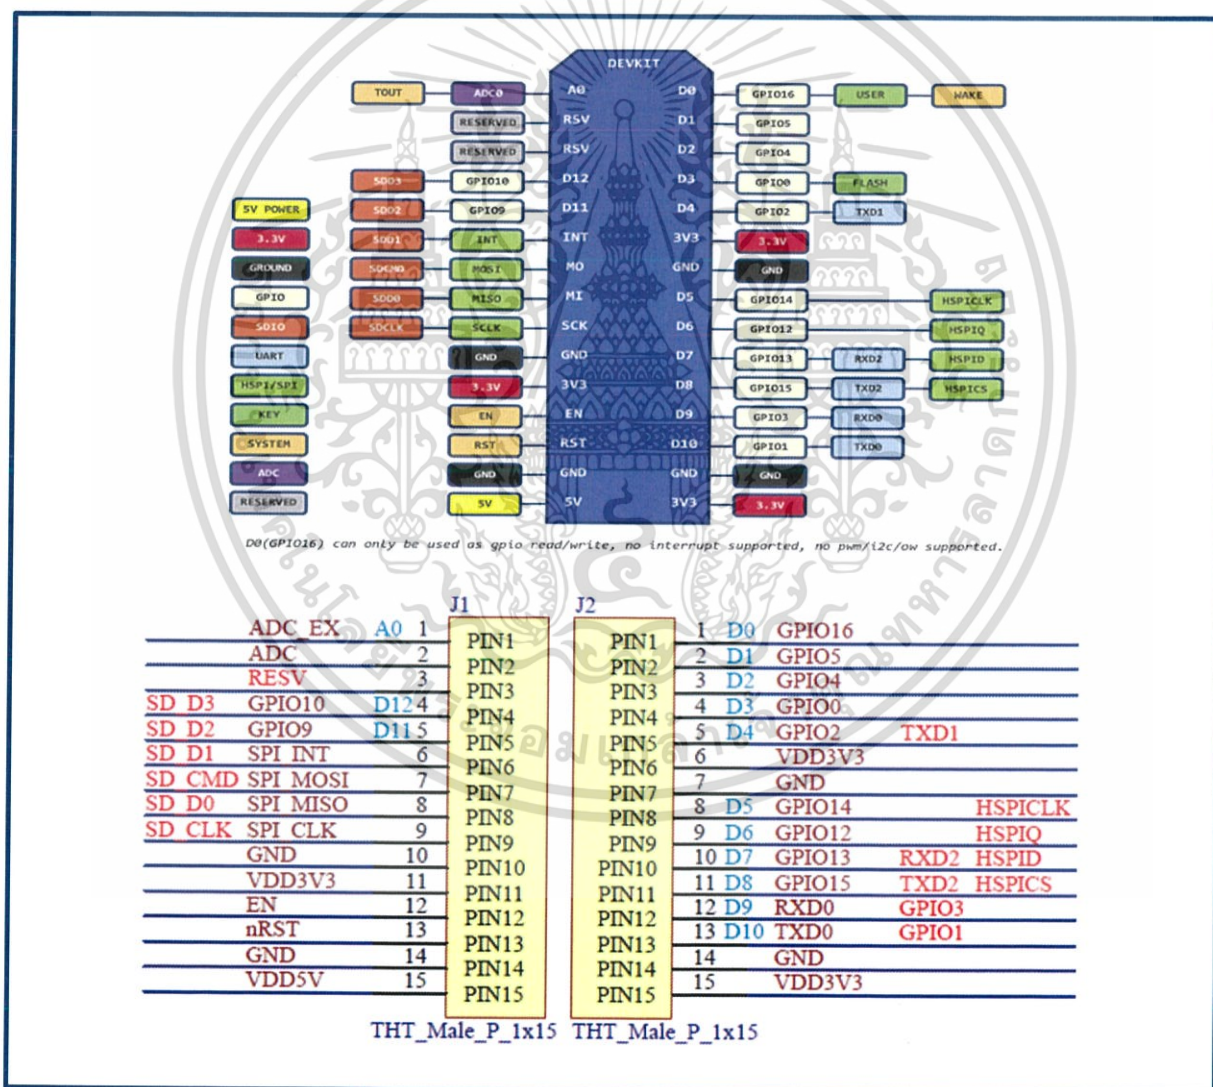 DEVKIT
TOUT ADC0 A0 D0 GPIO16 USER WAKE
RESERVED RSV D1 GPIO5
RESERVED RSV D2 GPIO4
SDD3 GPIO10 D12 D3 GPIO0 FLASH
5V POWER SDD2 GPIO9 D11 D4 GPIO2 TXD1
3.3V SDD1 INT INT 3V3 3.3V
GROUND SDCMD MOSI MO GND GND
GPIO SDD0 MISO MI D5 GPIO14 HSPICLK
SDIO SDCLK SCLK SCK D6 GPIO12 HSPIQ
UART GND GND D7 GPIO13 RXD2 HSPID
HSPI/SPI 3.3V 3V3 D8 GPIO15 TXD2 HSPICS
KEY EN EN D9 GPIO3 RXD0
SYSTEM RST RST D10 GPIO1 TXD0
ADC GND GND GND GND
RESERVED 5V 5V 3V3 3.3V
D0(GPIO16) can only be used as gpio read/write, no interrupt supported, no pwm/i2c/ow supported.
J1 J2
ADC_EX A0 1 PIN1 PIN1 1 D0 GPIO16
ADC 2 PIN2 PIN2 2 D1 GPIO5
RESV 3 PIN3 PIN3 3 D2 GPIO4
SD_D3 GPIO10 D12 4 PIN4 PIN4 4 D3 GPIO0
SD_D2 GPIO9 D11 5 PIN5 PIN5 5 D4 GPIO2 TXD1
SD_D1 SPI_INT 6 PIN6 PIN6 6 VDD3V3
SD_CMD SPI_MOSI 7 PIN7 PIN7 7 GND
SD_D0 SPI_MISO 8 PIN8 PIN8 8 D5 GPIO14 HSPICLK
SD_CLK SPI_CLK 9 PIN9 PIN9 9 D6 GPIO12 HSPIQ
GND 10 PIN10 PIN10 10 D7 GPIO13 RXD2 HSPID
VDD3V3 11 PIN11 PIN11 11 D8 GPIO15 TXD2 HSPICS
EN 12 PIN12 PIN12 12 D9 RXD0 GPIO3
nRST 13 PIN13 PIN13 13 D10 TXD0 GPIO1
GND 14 PIN14 PIN14 14 GND
VDD5V 15 PIN15 PIN15 15 VDD3V3
THT_Male_P_1x15 THT_Male_P_1x15